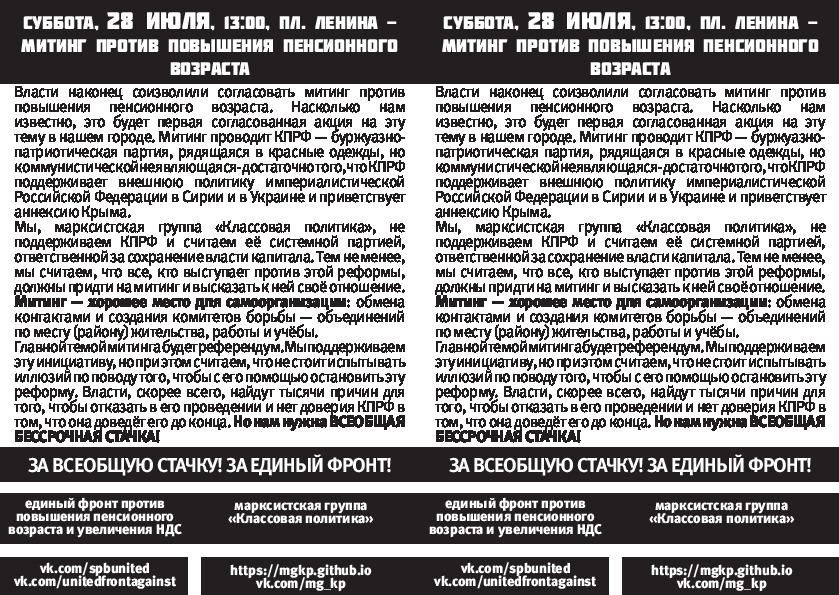 СУББОТА, 28 ИЮЛЯ, 13:00, ПЛ. ЛЕНИНА –
МИТИНГ ПРОТИВ ПОВЫШЕНИЯ ПЕНСИОННОГО
ВОЗРАСТА
Власти наконец соизволили согласовать митинг против
повышения пенсионного возраста. Насколько нам
известно, это будет первая согласованная акция на эту
тему в нашем городе. Митинг проводит КПРФ — буржуазно-
патриотическая партия, рядящаяся в красные одежды, но
коммунистической не являющаяся - достаточно того, что КПРФ
поддерживает внешнюю политику империалистической
Российской Федерации в Сирии и в Украине и приветствует
аннексию Крыма.
Мы, марксистская группа «Классовая политика», не
поддерживаем КПРФ и считаем её системной партией,
ответственной за сохранение власти капитала. Тем не менее,
мы считаем, что все, кто выступает против этой реформы,
должны придти на митинг и высказать к ней своё отношение.
Митинг — хорошее место для самоорганизации: обмена
контактами и создания комитетов борьбы — объединений
по месту (району) жительства, работы и учёбы.
Главной темой митинга будет референдум. Мы поддерживаем
эту инициативу, но при этом считаем, что не стоит испытывать
иллюзий по поводу того, чтобы с его помощью остановить эту
реформу. Власти, скорее всего, найдут тысячи причин для
того, чтобы отказать в его проведении и нет доверия КПРФ в
том, что она доведёт его до конца. Но нам нужна ВСЕОБЩАЯ
БЕССРОЧНАЯ СТАЧКА!
ЗА ВСЕОБЩУЮ СТАЧКУ! ЗА ЕДИНЫЙ ФРОНТ!
единый фронт против
повышения пенсионного
возраста и увеличения НДС
марксистская группа
«Классовая политика»
vk.com/spbunited
vk.com/unitedfrontagainst
https://mgkp.github.io
vk.com/mg_kp
СУББОТА, 28 ИЮЛЯ, 13:00, ПЛ. ЛЕНИНА –
МИТИНГ ПРОТИВ ПОВЫШЕНИЯ ПЕНСИОННОГО
ВОЗРАСТА
Власти наконец соизволили согласовать митинг против
повышения пенсионного возраста. Насколько нам
известно, это будет первая согласованная акция на эту
тему в нашем городе. Митинг проводит КПРФ — буржуазно-
патриотическая партия, рядящаяся в красные одежды, но
коммунистической не являющаяся - достаточно того, что КПРФ
поддерживает внешнюю политику империалистической
Российской Федерации в Сирии и в Украине и приветствует
аннексию Крыма.
Мы, марксистская группа «Классовая политика», не
поддерживаем КПРФ и считаем её системной партией,
ответственной за сохранение власти капитала. Тем не менее,
мы считаем, что все, кто выступает против этой реформы,
должны придти на митинг и высказать к ней своё отношение.
Митинг — хорошее место для самоорганизации: обмена
контактами и создания комитетов борьбы — объединений
по месту (району) жительства, работы и учёбы.
Главной темой митинга будет референдум. Мы поддерживаем
эту инициативу, но при этом считаем, что не стоит испытывать
иллюзий по поводу того, чтобы с его помощью остановить эту
реформу. Власти, скорее всего, найдут тысячи причин для
того, чтобы отказать в его проведении и нет доверия КПРФ в
том, что она доведёт его до конца. Но нам нужна ВСЕОБЩАЯ
БЕССРОЧНАЯ СТАЧКА!
ЗА ВСЕОБЩУЮ СТАЧКУ! ЗА ЕДИНЫЙ ФРОНТ!
единый фронт против
повышения пенсионного
возраста и увеличения НДС
марксистская группа
«Классовая политика»
vk.com/spbunited
vk.com/unitedfrontagainst
https://mgkp.github.io
vk.com/mg_kp